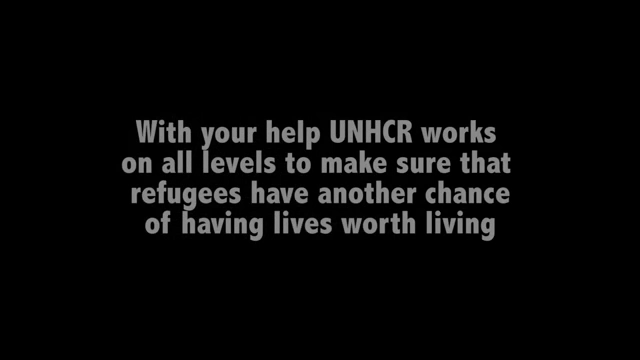 With your help UNHCR works
on all levels to make sure that
refugees have another chance
of having lives worth living